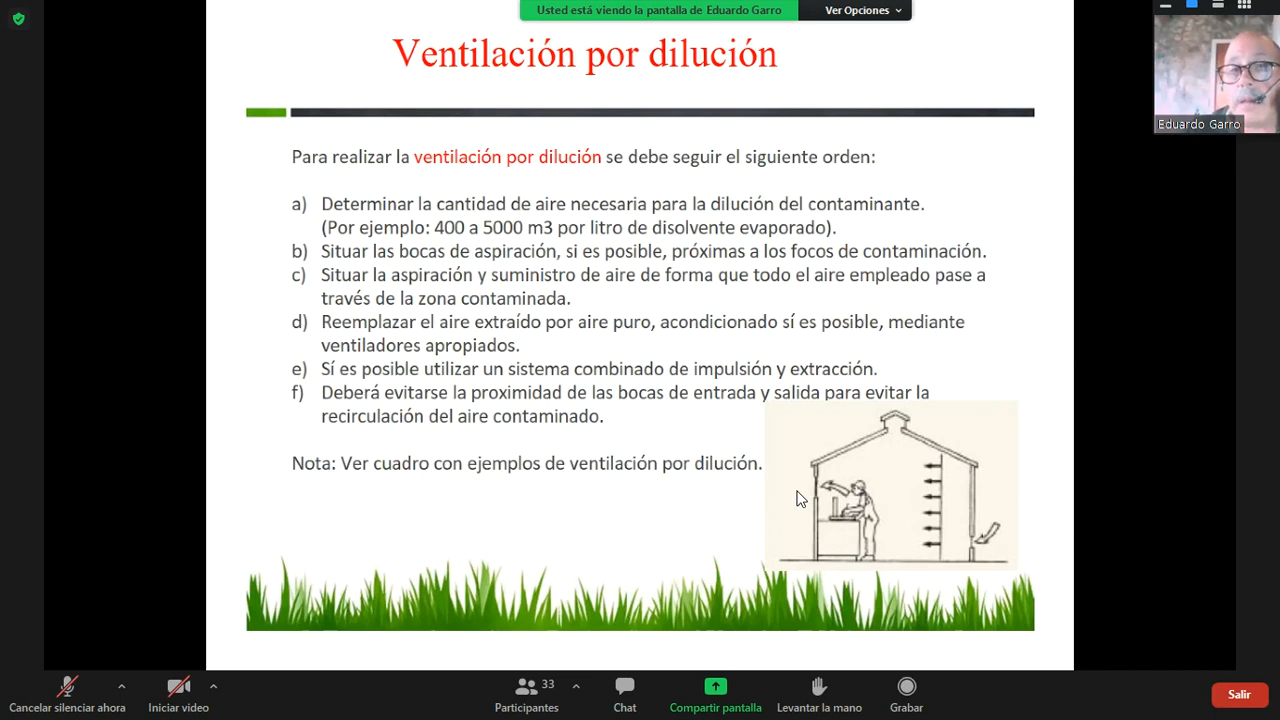 Usted está viendo la pantalla de Eduardo Garro
Ver Opciones
Ventilación por dilución
Eduardo Garro
Para realizar la ventilación por dilución se debe seguir el siguiente orden:
a) Determinar la cantidad de aire necesaria para la dilución del contaminante.
(Por ejemplo: 400 a 5000 m3 por litro de disolvente evaporado).
b) Situar las bocas de aspiración, si es posible, próximas a los focos de contaminación.
c) Situar la aspiración y suministro de aire de forma que todo el aire empleado pase a
través de la zona contaminada.
d) Reemplazar el aire extraído por aire puro, acondicionado sí es posible, mediante
ventiladores apropiados.
e) Sí es posible utilizar un sistema combinado de impulsión y extracción.
f) Deberá evitarse la proximidad de las bocas de entrada y salida para evitar la
recirculación del aire contaminado.
Nota: Ver cuadro con ejemplos de ventilación por dilución.
Cancelar silenciar ahora
Iniciar video
33
Participantes
Chat
Compartir pantalla
Levantar la mano
Grabar
Salir